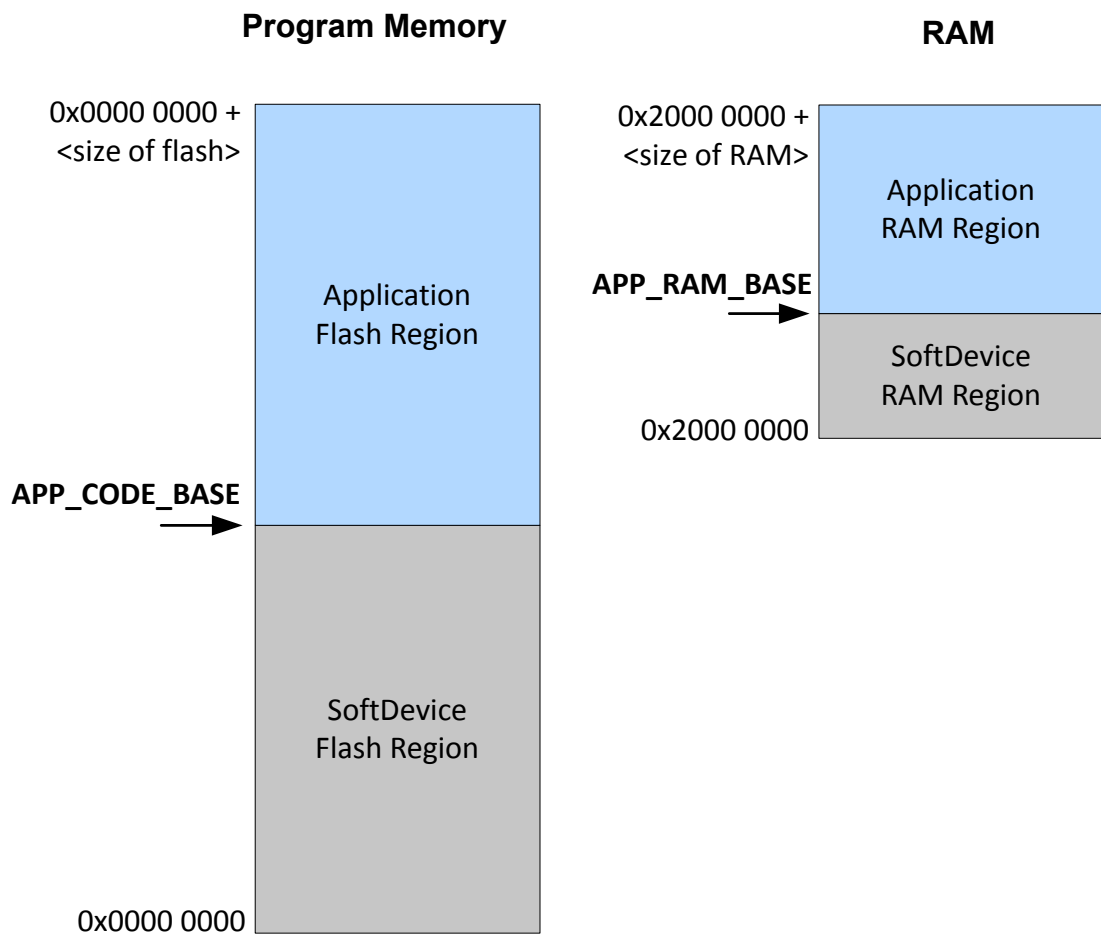 Program Memory
0x0000 0000 +
<size of flash>
Application
Flash Region
APP_CODE_BASE
SoftDevice
Flash Region
0x0000 0000
RAM
0x2000 0000 +
<size of RAM>
Application
RAM Region
APP_RAM_BASE
SoftDevice
RAM Region
0x2000 0000